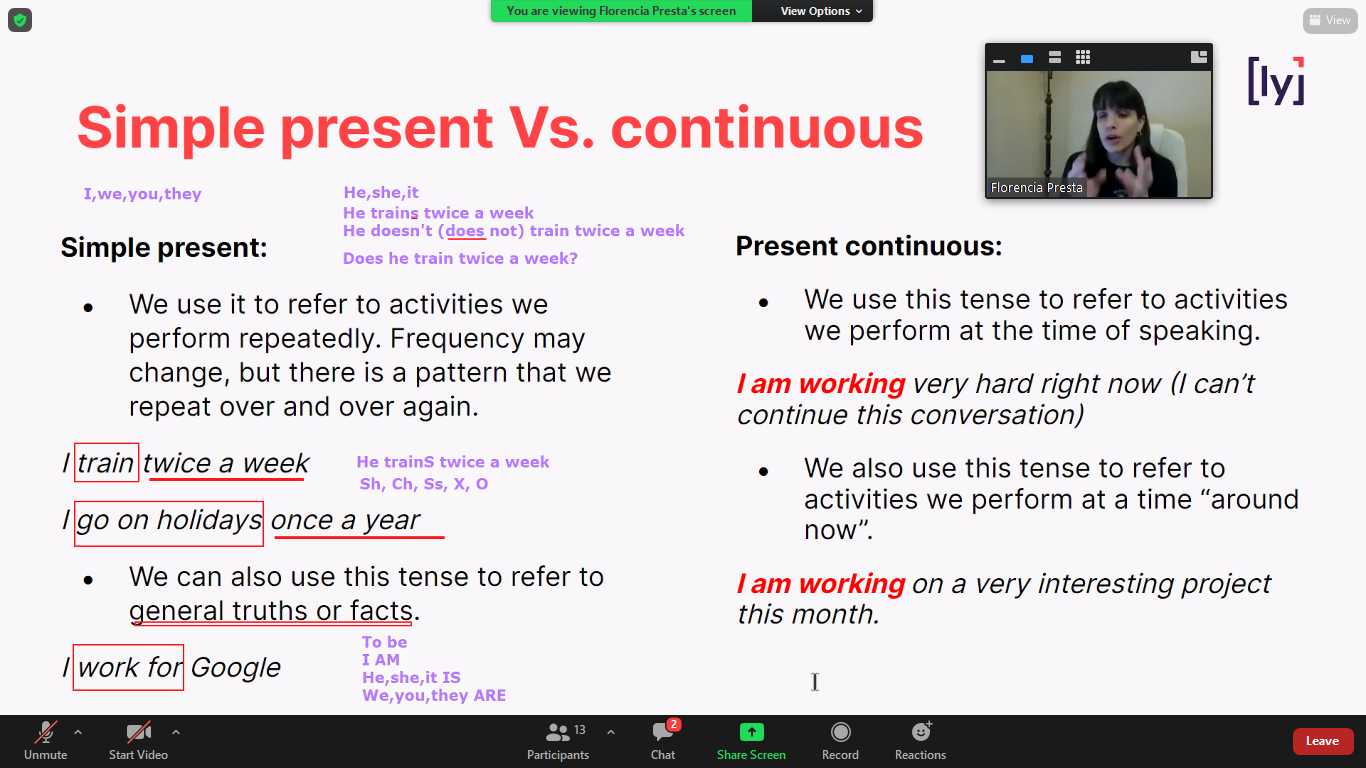 You are viewing Florencia Presta's screen
View Options
View
[ly]
Simple present Vs. continuous
Florencia Presta
I,we,you,they
He,she,it
He trains twice a week
He doesn't (does not) train twice a week
Does he train twice a week?
Simple present:
We use it to refer to activities we
perform repeatedly. Frequency may
change, but there is a pattern that we
repeat over and over again.
I train twice a week
He trainS twice a week
Sh, Ch, Ss, X, O
I go on holidays once a year
We can also use this tense to refer to
general truths or facts.
To be
I AM
He,she,it IS
We,you,they ARE
I work for Google
Present continuous:
We use this tense to refer to activities
we perform at the time of speaking.
I am working very hard right now (I can’t
continue this conversation)
We also use this tense to refer to
activities we perform at a time “around
now”.
I am working on a very interesting project
this month.
Unmute
Start Video
Participants
13
Chat
2
Share Screen
Record
Reactions
Leave